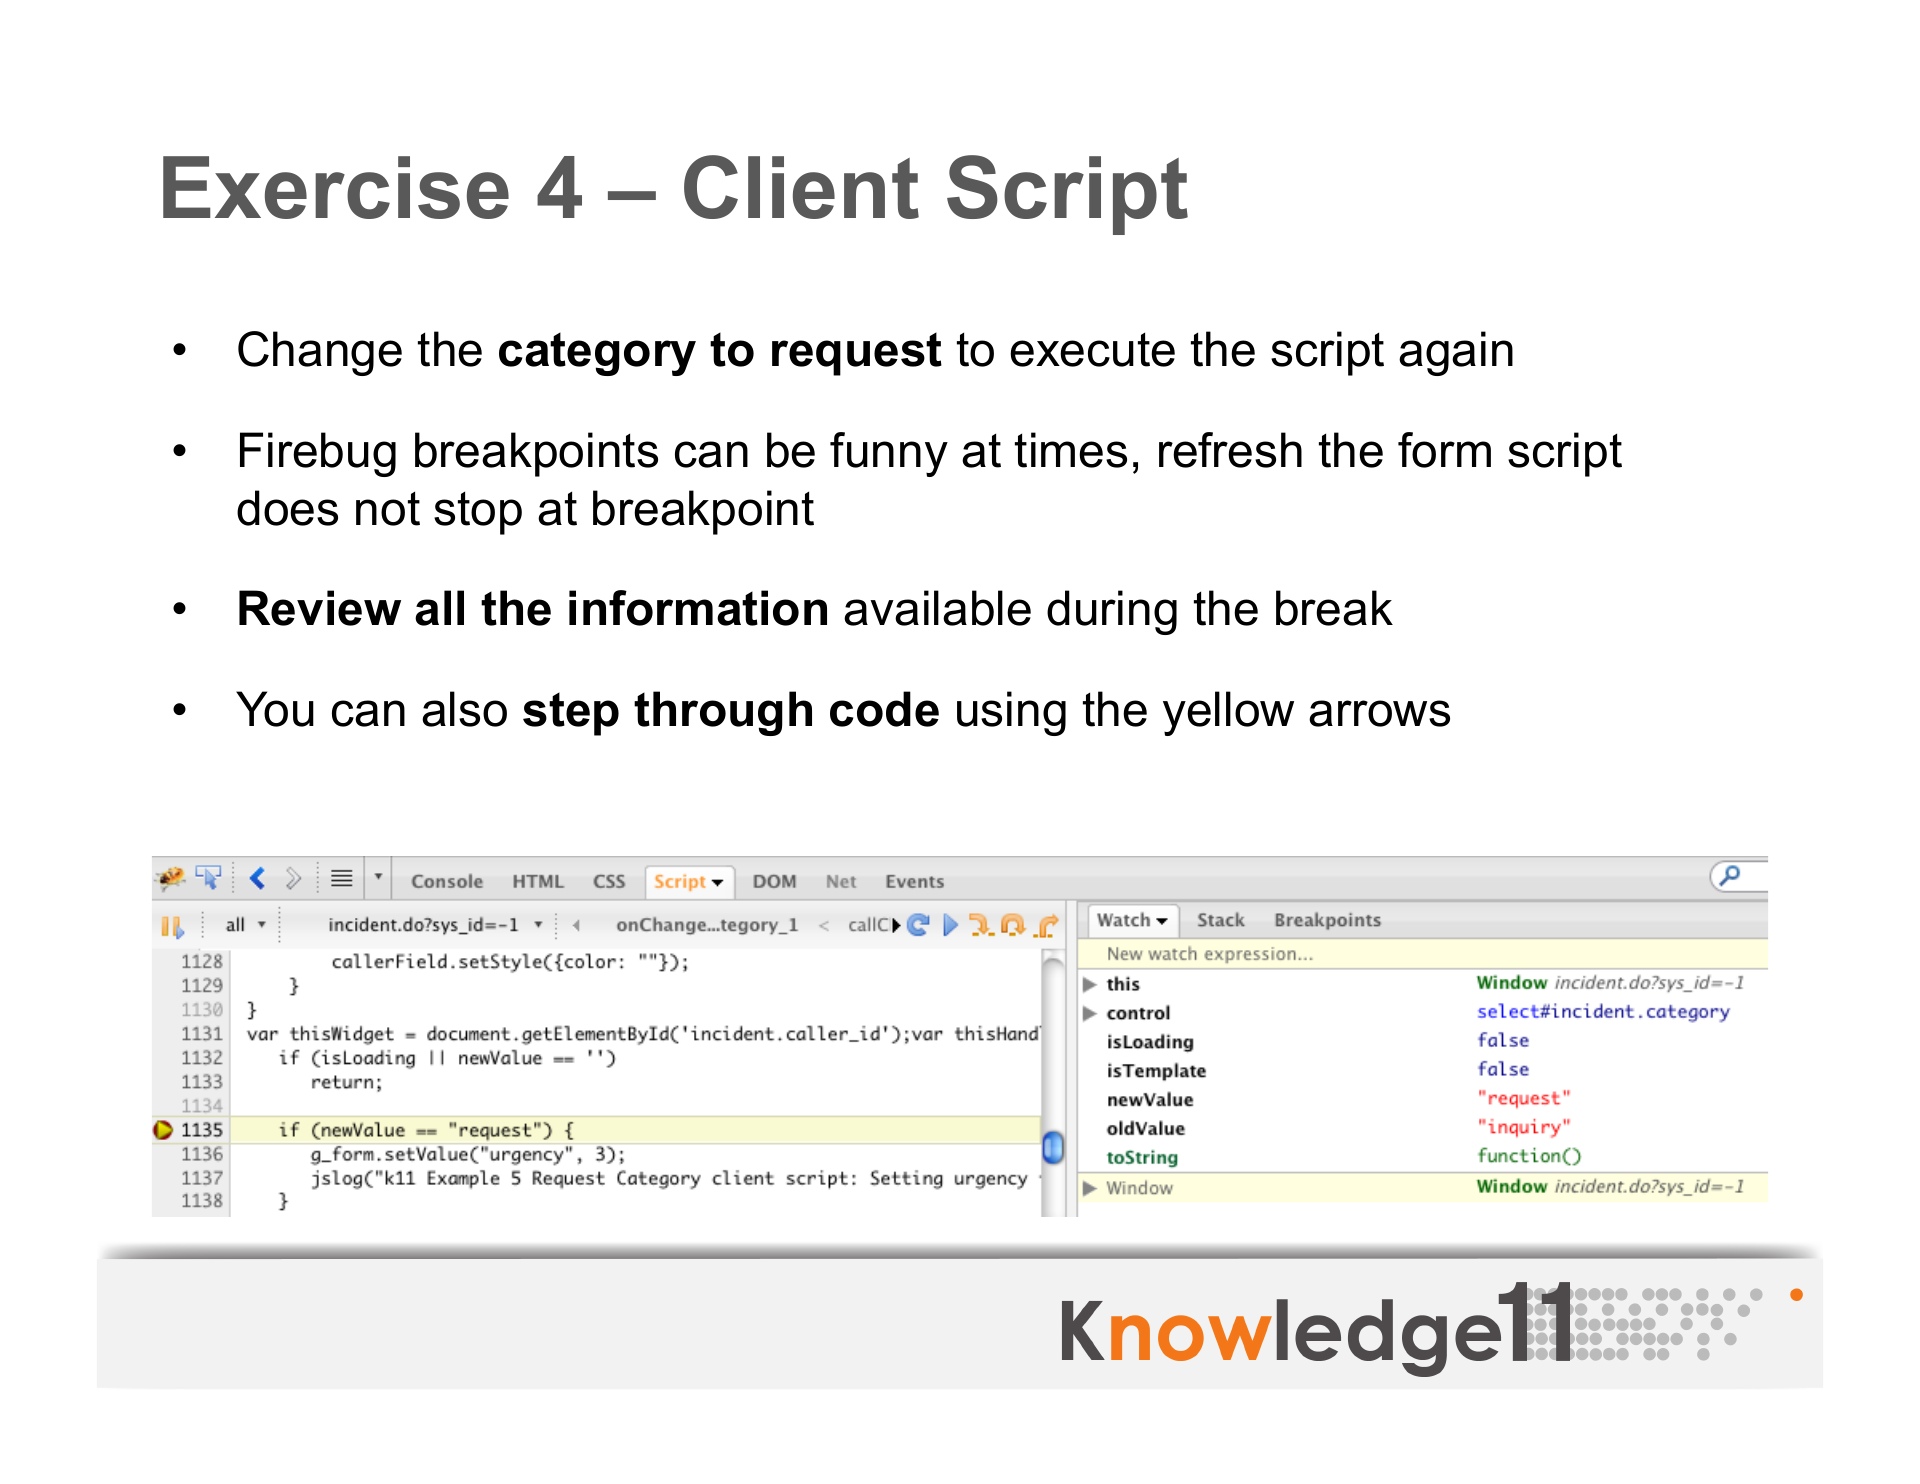 Exercise 4 – Client Script
• Change the category to request to execute the script again
• Firebug breakpoints can be funny at times, refresh the form script
does not stop at breakpoint
• Review all the information available during the break
• You can also step through code using the yellow arrows
Console HTML CSS Script DOM Net Events
all incident.do?sys_id=-1 onChange...tegory_1 < callC
1128 callerField.setStyle({color: ""});
1129 }
1130 }
1131 var thisWidget = document.getElementById('incident.caller_id');var thisHand
1132 if (isLoading || newValue == '')
1133 return;
1134
1135 if (newValue == "request") {
1136 g_form.setValue("urgency", 3);
1137 jslog("k11 Example 5 Request Category client script: Setting urgency
1138 }
Watch Stack Breakpoints
New watch expression...
this Window incident.do?sys_id=-1
control select#incident.category
isLoading false
isTemplate false
newValue "request"
oldValue "inquiry"
toString function()
Window Window incident.do?sys_id=-1
Knowledge11